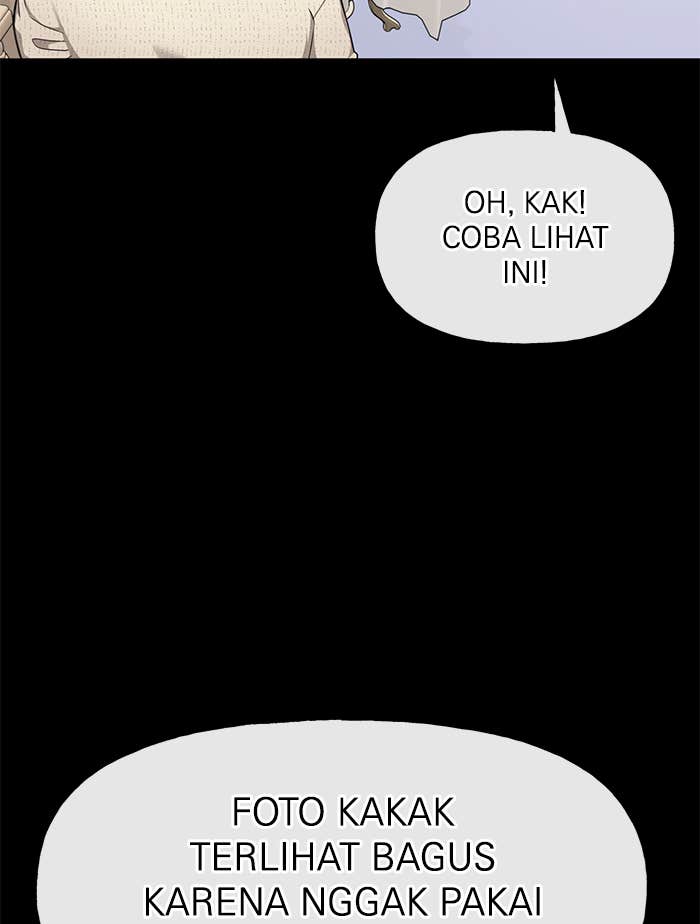 OH, KAK!
COBA LIHAT
INI!
FOTO KAKAK
TERLIHAT BAGUS
KARENA NGGAK PAKAI